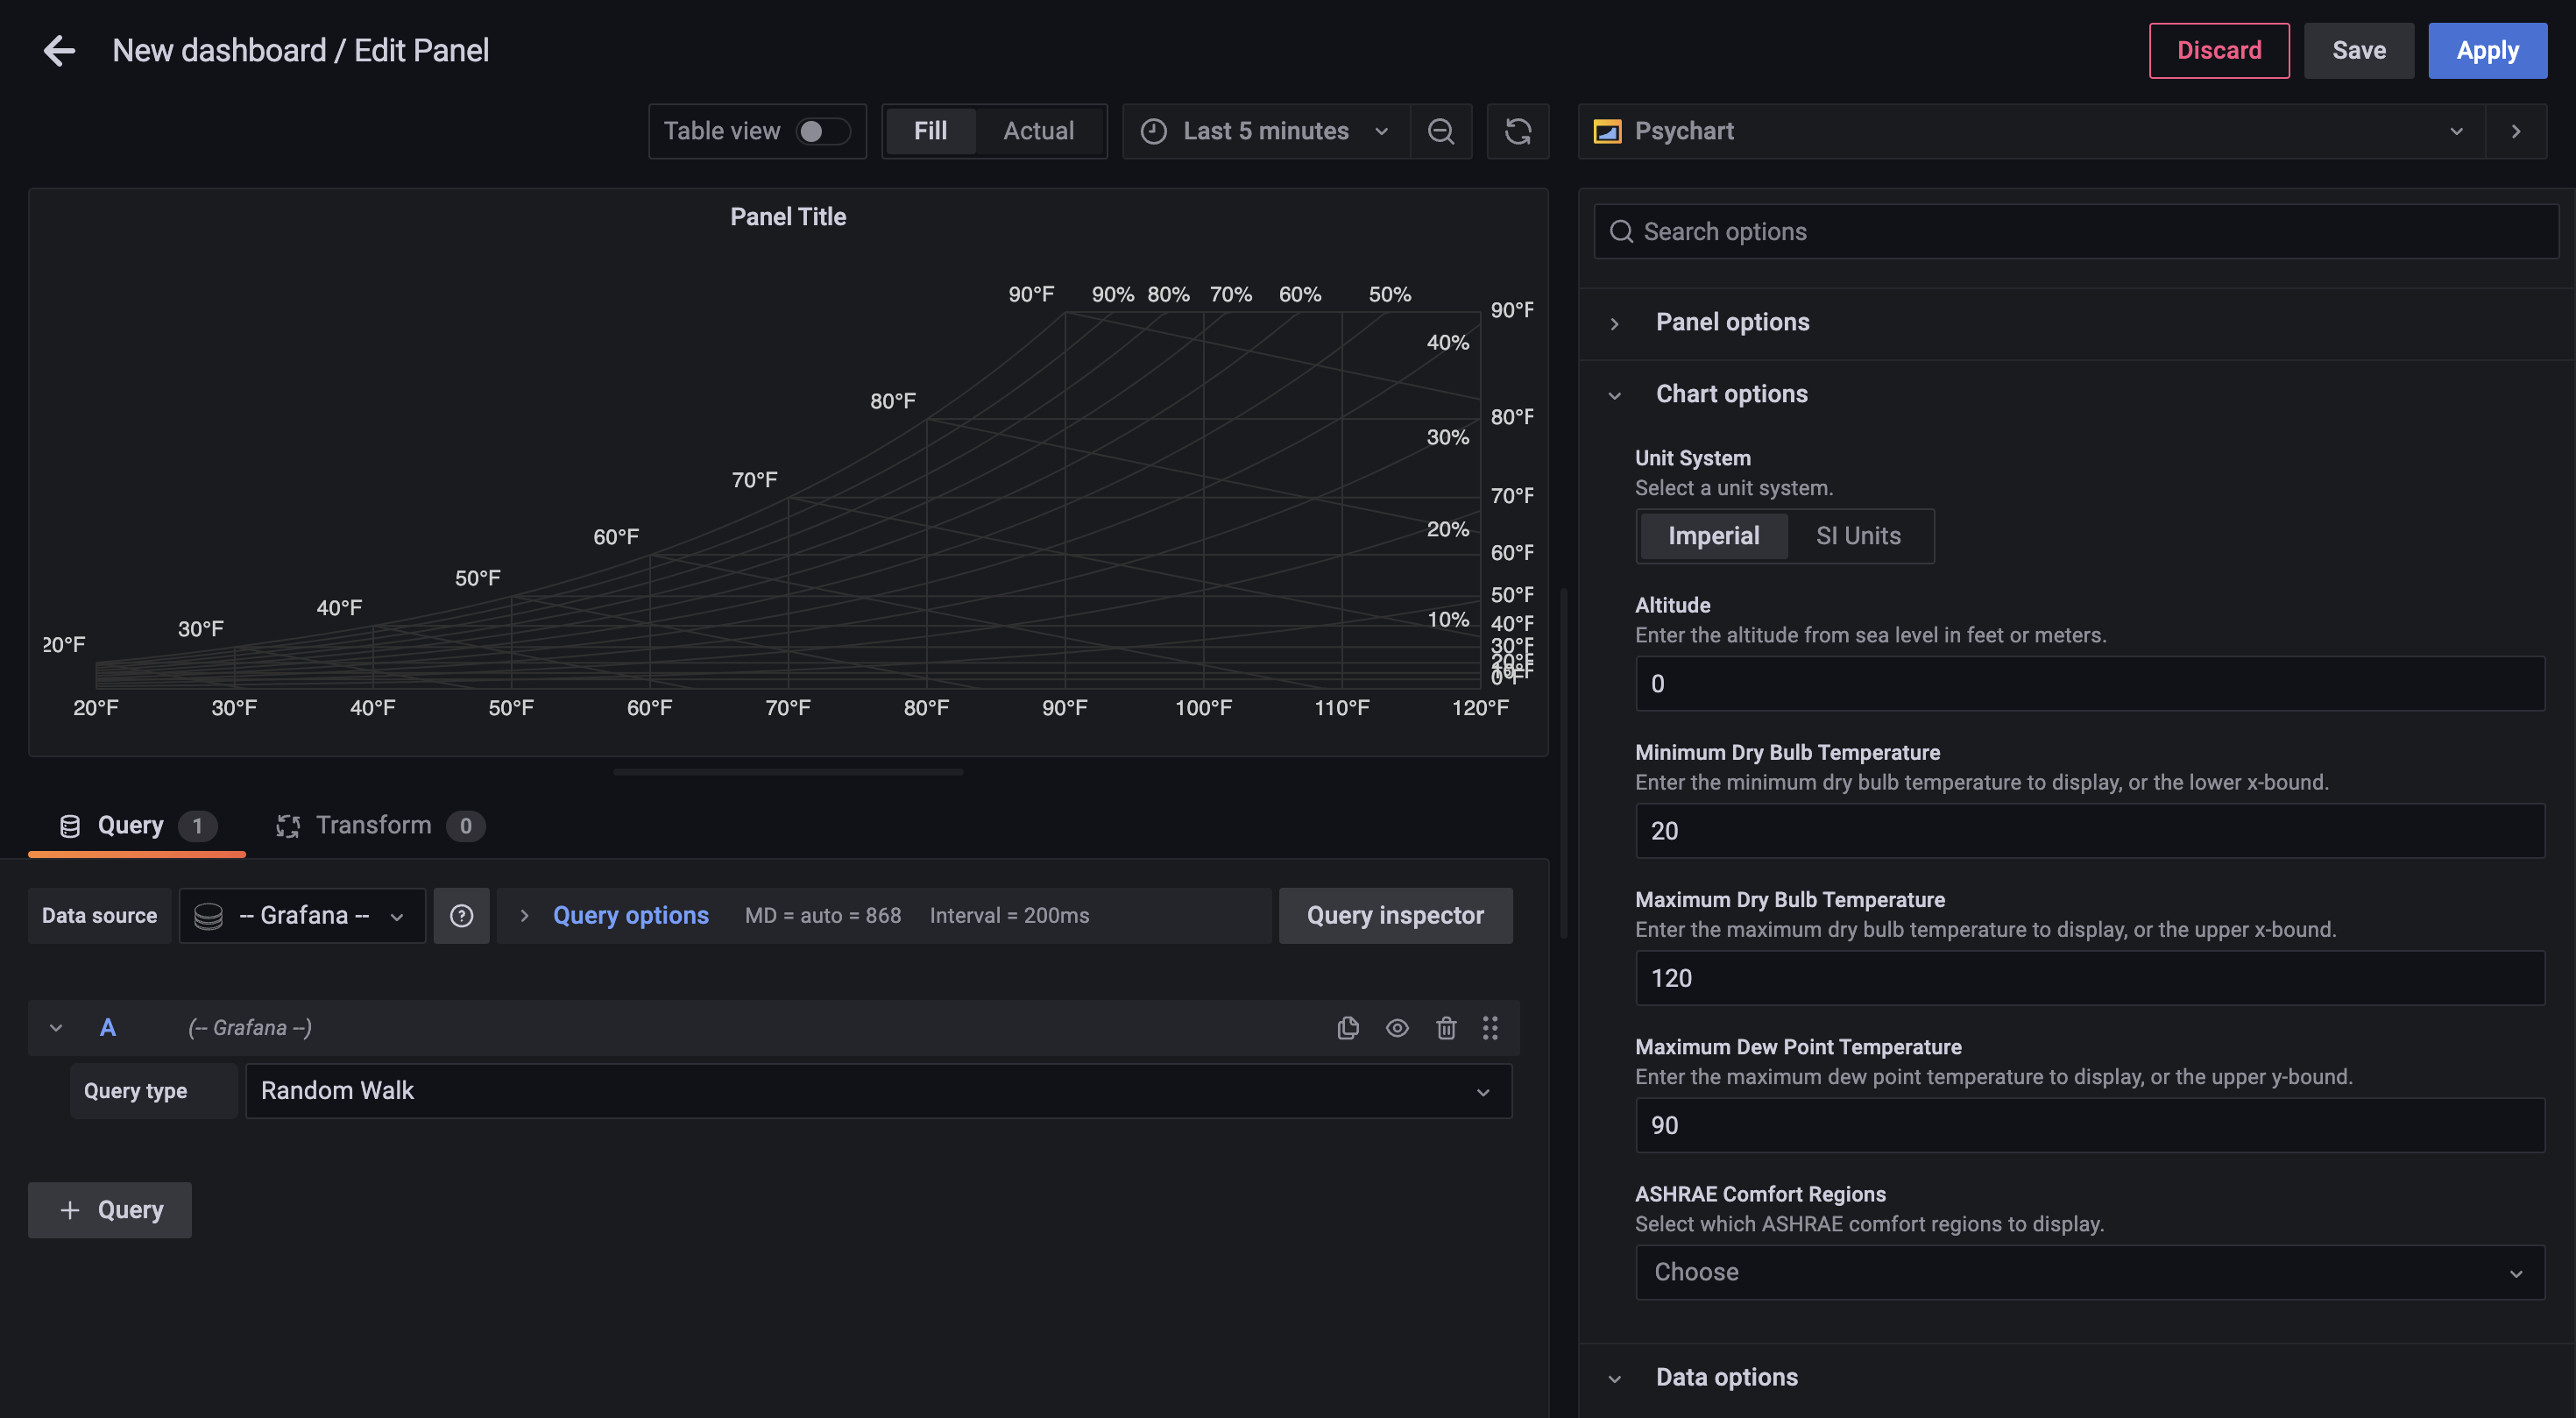 New dashboard / Edit Panel
Discard
Save
Apply
Table view
Fill
Actual
Last 5 minutes
Psychart
Panel Title
90°F 90% 80% 70% 60% 50%
90°F
40%
80°F
80°F
30%
70°F
70°F
20%
60°F
60°F
50°F
50°F
10%
40°F
40°F
30°F
30°F
20°F
20°F
10°F
0°F
20°F 30°F 40°F 50°F 60°F 70°F 80°F 90°F 100°F 110°F 120°F
Query 1
Transform 0
Data source
-- Grafana --
Query options
MD = auto = 868
Interval = 200ms
Query inspector
A
(-- Grafana --)
Query type
Random Walk
+ Query
Search options
Panel options
Chart options
Unit System
Select a unit system.
Imperial
SI Units
Altitude
Enter the altitude from sea level in feet or meters.
0
Minimum Dry Bulb Temperature
Enter the minimum dry bulb temperature to display, or the lower x-bound.
20
Maximum Dry Bulb Temperature
Enter the maximum dry bulb temperature to display, or the upper x-bound.
120
Maximum Dew Point Temperature
Enter the maximum dew point temperature to display, or the upper y-bound.
90
ASHRAE Comfort Regions
Select which ASHRAE comfort regions to display.
Choose
Data options